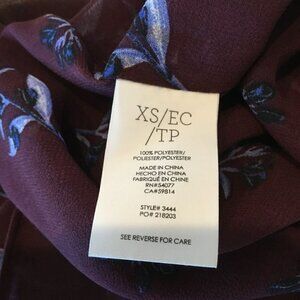 XS/EC
/TP
100% POLYESTER/
POLIESTER/POLYESTER
MADE IN CHINA
HECHO EN CHINA
FABRIQUÉ EN CHINE
RN#54077
CA#59814
STYLE# 3444
PO# 218203
SEE REVERSE FOR CARE